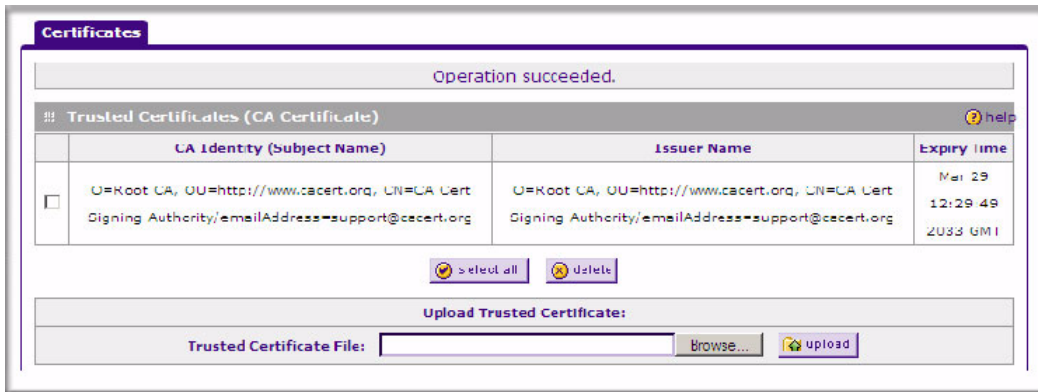 Certificates
Operation succeeded.
!!! Trusted Certificates (CA Certificate) help
CA Identity (Subject Name) Issuer Name Expiry Time
O=Root CA, OU=http://www.cacert.org, CN=CA Cert O=Root CA, OU=http://www.cacert.org, CN=CA Cert Mar 29
Signing Authority/emailAddress=support@cacert.org Signing Authority/emailAddress=support@cacert.org 12:29:49
2033 GMT
select all delete
Upload Trusted Certificate:
Trusted Certificate File: Browse... upload